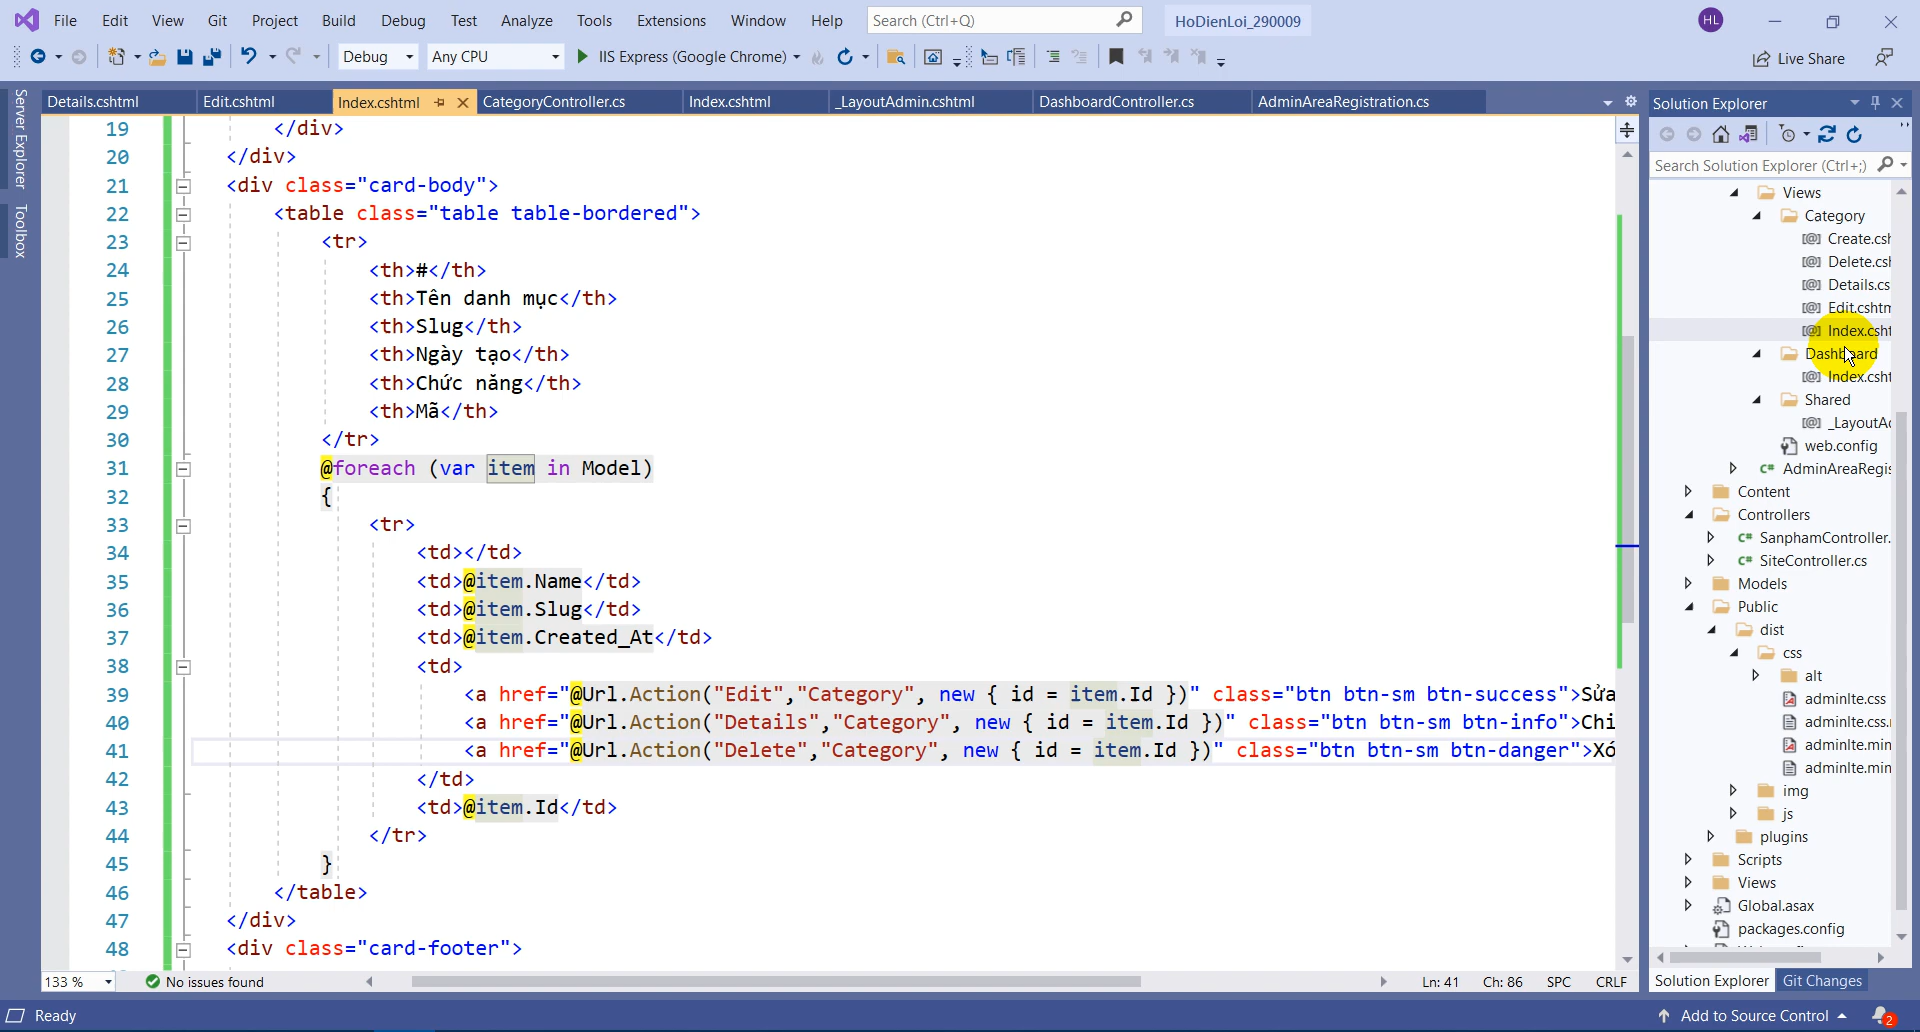 File Edit View Git Project Build Debug Test Analyze Tools Extensions Window Help Search (Ctrl+Q) HoDienLoi_290009 HL
Debug Any CPU IIS Express (Google Chrome) Live Share
Server Explorer
Toolbox
Details.cshtml Edit.cshtml Index.cshtml CategoryController.cs Index.cshtml _LayoutAdmin.cshtml DashboardController.cs AdminAreaRegistration.cs
19 </div>
20 </div>
21 <div class="card-body">
22 <table class="table table-bordered">
23 <tr>
24 <th>#</th>
25 <th>Tên danh mục</th>
26 <th>Slug</th>
27 <th>Ngày tạo</th>
28 <th>Chức năng</th>
29 <th>Mã</th>
30 </tr>
31 @foreach (var item in Model)
32 {
33 <tr>
34 <td></td>
35 <td>@item.Name</td>
36 <td>@item.Slug</td>
37 <td>@item.Created_At</td>
38 <td>
39 <a href="@Url.Action("Edit","Category", new { id = item.Id })" class="btn btn-sm btn-success">Sửa
40 <a href="@Url.Action("Details","Category", new { id = item.Id })" class="btn btn-sm btn-info">Chi
41 <a href="@Url.Action("Delete","Category", new { id = item.Id })" class="btn btn-sm btn-danger">Xó
42 </td>
43 <td>@item.Id</td>
44 </tr>
45 }
46 </table>
47 </div>
48 <div class="card-footer">
133 % No issues found Ln: 41 Ch: 86 SPC CRLF
Solution Explorer
Search Solution Explorer (Ctrl+;)
Views
Category
Create.csh
Delete.csh
Details.cs
Edit.cshtm
Index.csht
Dashboard
Index.csht
Shared
_LayoutAd
web.config
AdminAreaRegis
Content
Controllers
SanphamController.
SiteController.cs
Models
Public
dist
css
alt
adminlte.css
adminlte.css.
adminlte.min
adminlte.min
img
js
plugins
Scripts
Views
Global.asax
packages.config
Solution Explorer Git Changes
Ready Add to Source Control 2